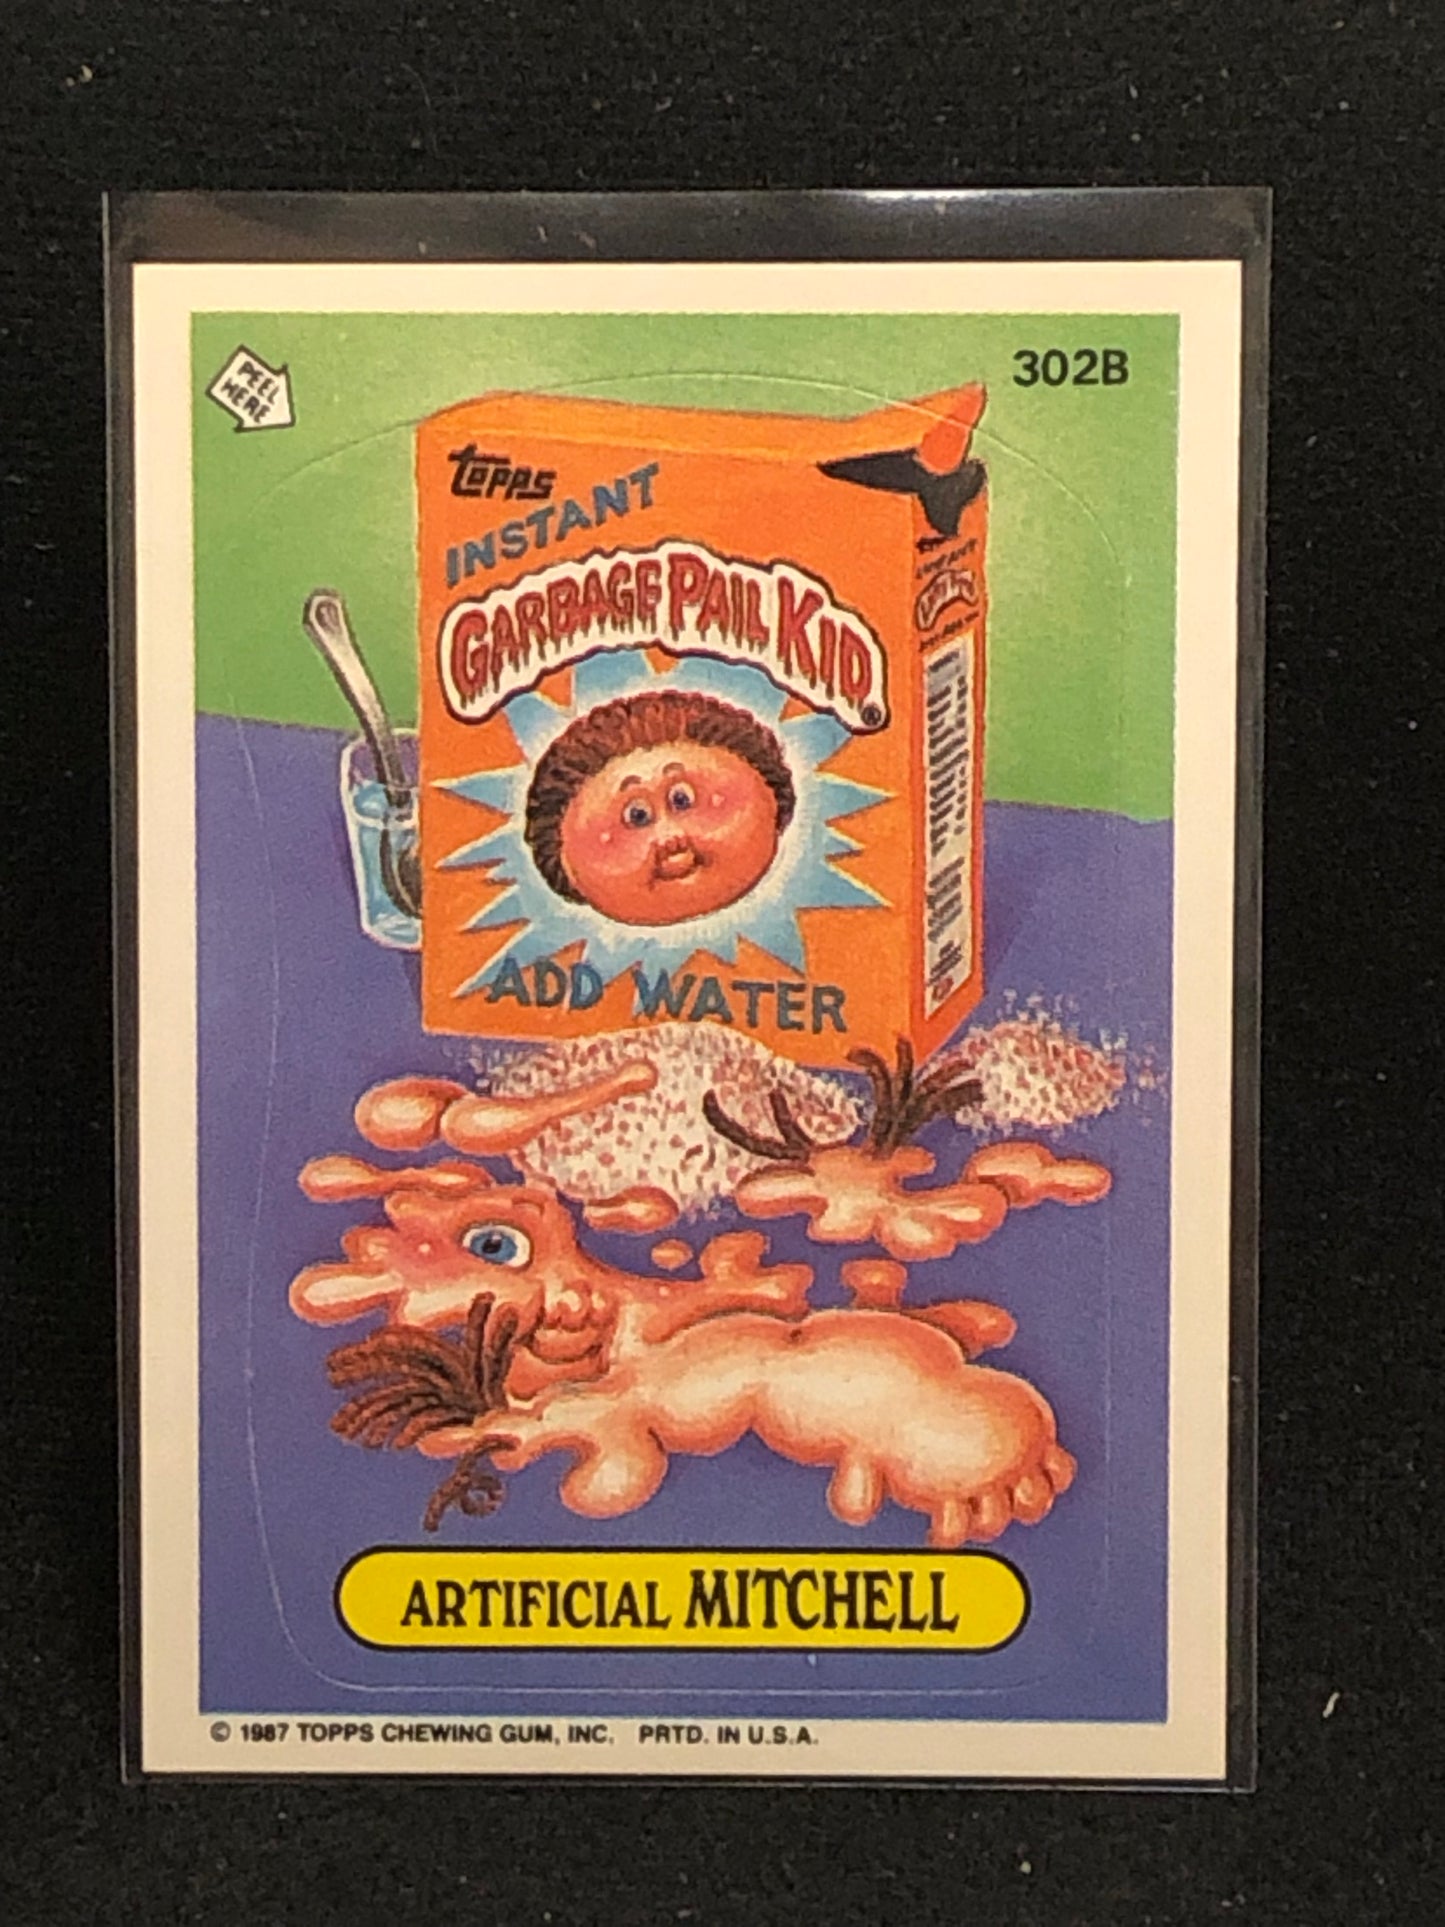 PEEL
HERE
302B
TOPPS
INSTANT
GARBAGE PAIL KID
®
ADD WATER
ARTIFICIAL MITCHELL
© 1987 TOPPS CHEWING GUM, INC. PRTD. IN U.S.A.